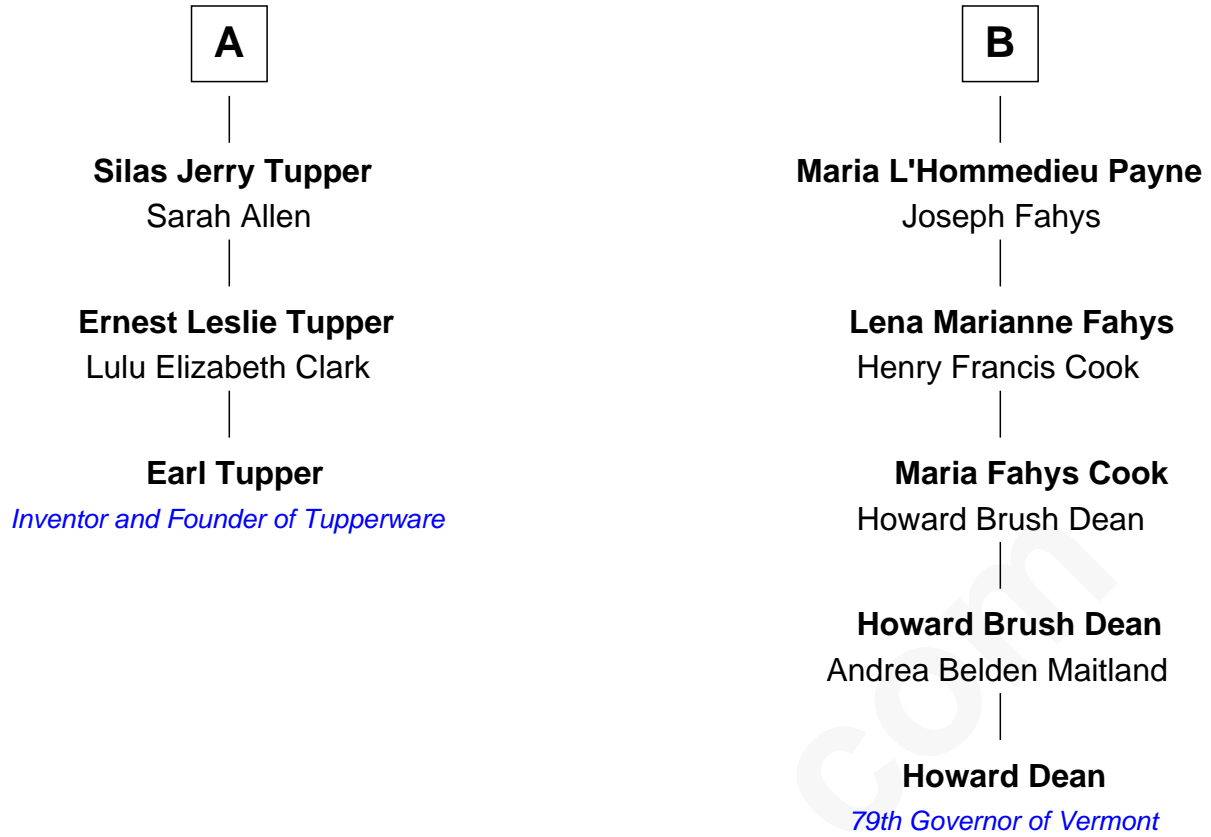 A
Silas Jerry Tupper
Sarah Allen
Ernest Leslie Tupper
Lulu Elizabeth Clark
Earl Tupper
Inventor and Founder of Tupperware
B
Maria L'Hommedieu Payne
Joseph Fahys
Lena Marianne Fahys
Henry Francis Cook
Maria Fahys Cook
Howard Brush Dean
Howard Brush Dean
Andrea Belden Maitland
Howard Dean
79th Governor of Vermont
com